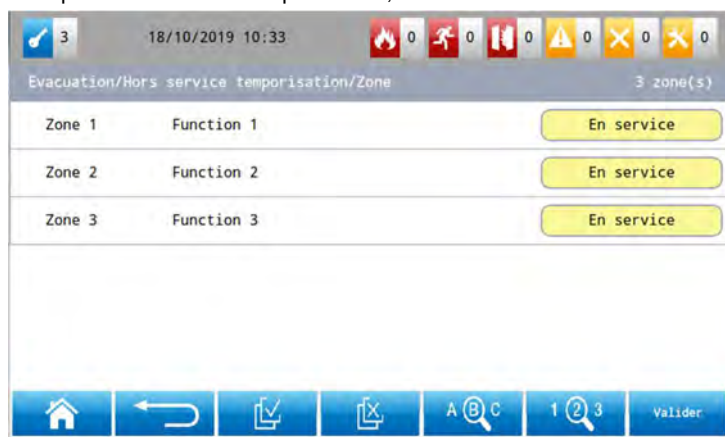 3 18/10/2019 10:33 0 0 0 0 0 0
Evacuation/Hors service temporisation/Zone 3 zone(s)
Zone 1 Function 1 En service
Zone 2 Function 2 En service
Zone 3 Function 3 En service
A B C 1 2 3 Valider